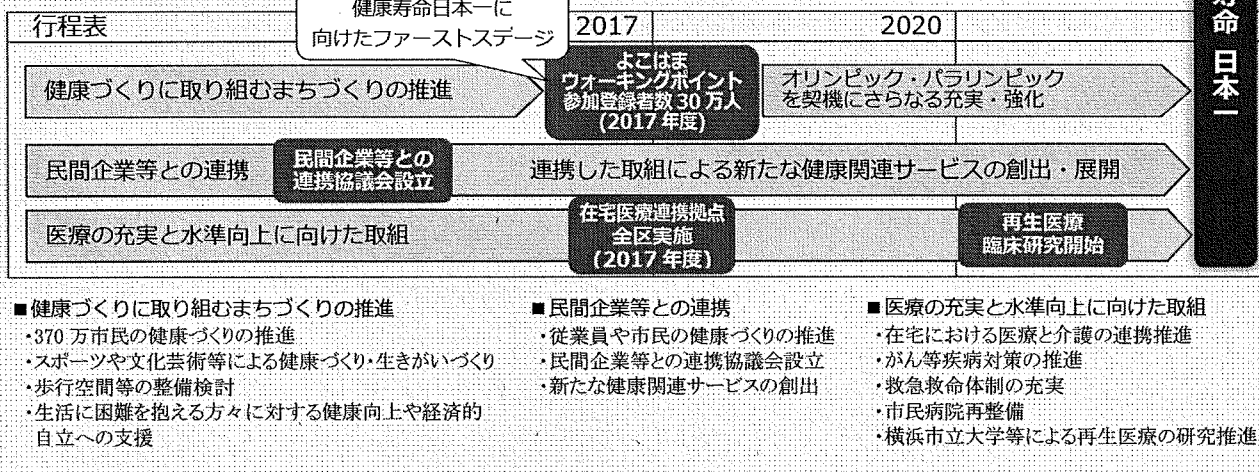 健康寿命日本一に
向けたファーストステージ
行程表
2017
2020
健康づくりに取り組むまちづくりの推進
よこはま
ウォーキングポイント
参加登録者数 30 万人
(2017 年度)
オリンピック・パラリンピック
を契機にさらなる充実・強化
民間企業等との連携
民間企業等との
連携協議会設立
連携した取組による新たな健康関連サービスの創出・展開
医療の充実と水準向上に向けた取組
在宅医療連携拠点
全区実施
(2017 年度)
再生医療
臨床研究開始
命 日本一
■健康づくりに取り組むまちづくりの推進
・370 万市民の健康づくりの推進
・スポーツや文化芸術等による健康づくり・生きがいづくり
・歩行空間等の整備検討
・生活に困難を抱える方々に対する健康向上や経済的
自立への支援
■民間企業等との連携
・従業員や市民の健康づくりの推進
・民間企業等との連携協議会設立
・新たな健康関連サービスの創出
■医療の充実と水準向上に向けた取組
・在宅における医療と介護の連携推進
・がん等疾病対策の推進
・救急救命体制の充実
・市民病院再整備
・横浜市立大学等による再生医療の研究推進